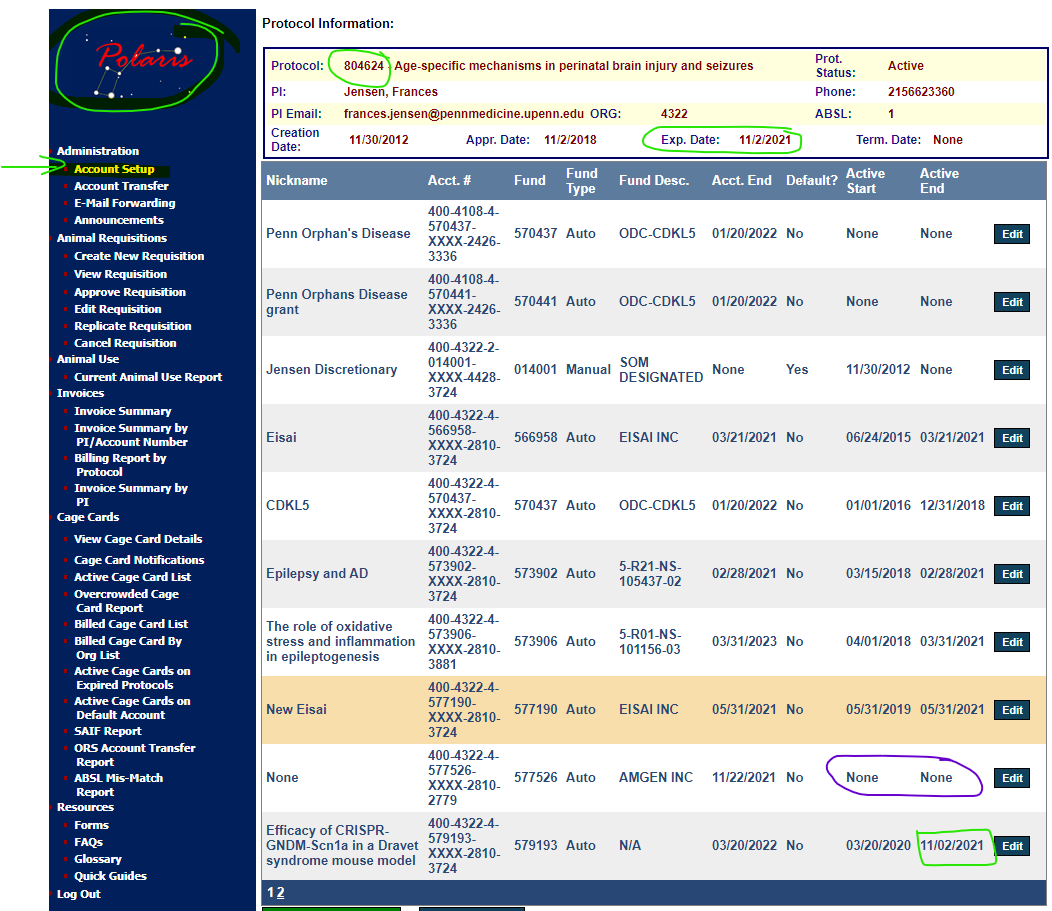 Polaris
Administration
Account Setup
Account Transfer
E-Mail Forwarding
Announcements
Animal Requisitions
Create New Requisition
View Requisition
Approve Requisition
Edit Requisition
Replicate Requisition
Cancel Requisition
Animal Use
Current Animal Use Report
Invoices
Invoice Summary
Invoice Summary by
PI/Account Number
Billing Report by
Protocol
Invoice Summary by
PI
Cage Cards
View Cage Card Details
Cage Card Notifications
Active Cage Card List
Overcrowded Cage
Card Report
Billed Cage Card List
Billed Cage Card By
Org List
Active Cage Cards on
Expired Protocols
Active Cage Cards on
Default Account
SAIF Report
ORS Account Transfer
Report
ABSL Mis-Match
Report
Resources
Forms
FAQs
Glossary
Quick Guides
Log Out
Protocol Information:
Protocol: 804624 - Age-specific mechanisms in perinatal brain injury and seizures Prot. Status: Active
PI: Jensen, Frances Phone: 2156623360
PI Email: frances.jensen@pennmedicine.upenn.edu ORG: 4322 ABSL: 1
Creation Date: 11/30/2012 Appr. Date: 11/2/2018 Exp. Date: 11/2/2021 Term. Date: None
Nickname Acct. # Fund Fund Type Fund Desc. Acct. End Default? Active Start Active End
Penn Orphan's Disease 400-4108-4-570437-XXXX-2426-3336 570437 Auto ODC-CDKL5 01/20/2022 No None None Edit
Penn Orphans Disease grant 400-4108-4-570441-XXXX-2426-3336 570441 Auto ODC-CDKL5 01/20/2022 No None None Edit
Jensen Discretionary 400-4322-2-014001-XXXX-4428-3724 014001 Manual SOM DESIGNATED None Yes 11/30/2012 None Edit
Eisai 400-4322-4-566958-XXXX-2810-3724 566958 Auto EISAI INC 03/21/2021 No 06/24/2015 03/21/2021 Edit
CDKL5 400-4322-4-570437-XXXX-2810-3724 570437 Auto ODC-CDKL5 01/20/2022 No 01/01/2016 12/31/2018 Edit
Epilepsy and AD 400-4322-4-573902-XXXX-2810-3724 573902 Auto 5-R21-NS-105437-02 02/28/2021 No 03/15/2018 02/28/2021 Edit
The role of oxidative stress and inflammation in epileptogenesis 400-4322-4-573906-XXXX-2810-3881 573906 Auto 5-R01-NS-101156-03 03/31/2023 No 04/01/2018 03/31/2021 Edit
New Eisai 400-4322-4-577190-XXXX-2810-3724 577190 Auto EISAI INC 05/31/2021 No 05/31/2019 05/31/2021 Edit
None 400-4322-4-577526-XXXX-2810-2779 577526 Auto AMGEN INC 11/22/2021 No None None Edit
Efficacy of CRISPR-GNDM-Scn1a in a Dravet syndrome mouse model 400-4322-4-579193-XXXX-2810-3724 579193 Auto N/A 03/20/2022 No 03/20/2020 11/02/2021 Edit
1 2